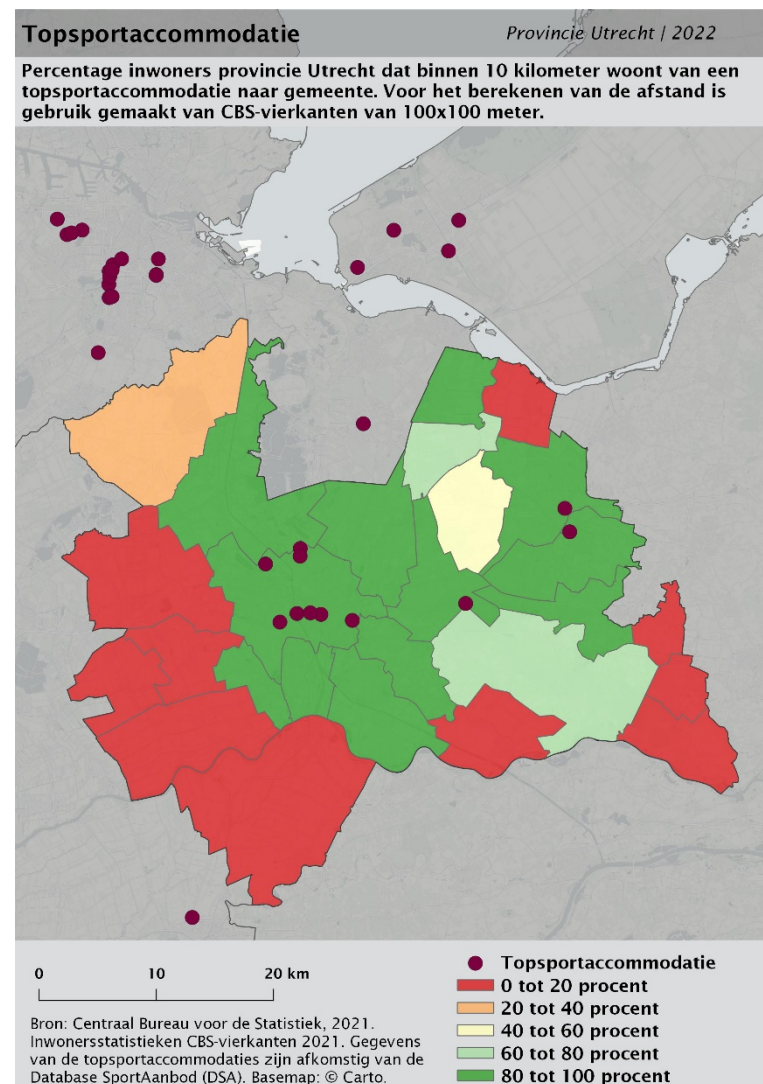 Topsportaccommodatie
Provincie Utrecht | 2022
Percentage inwoners provincie Utrecht dat binnen 10 kilometer woont van een
topsportaccommodatie naar gemeente. Voor het berekenen van de afstand is
gebruik gemaakt van CBS-vierkanten van 100x100 meter.
0 10 20 km
Bron: Centraal Bureau voor de Statistiek, 2021.
Inwonersstatistieken CBS-vierkanten 2021. Gegevens
van de topsportaccommodaties zijn afkomstig van de
Database SportAanbod (DSA). Basemap: © Carto.
Topsportaccommodatie
0 tot 20 procent
20 tot 40 procent
40 tot 60 procent
60 tot 80 procent
80 tot 100 procent